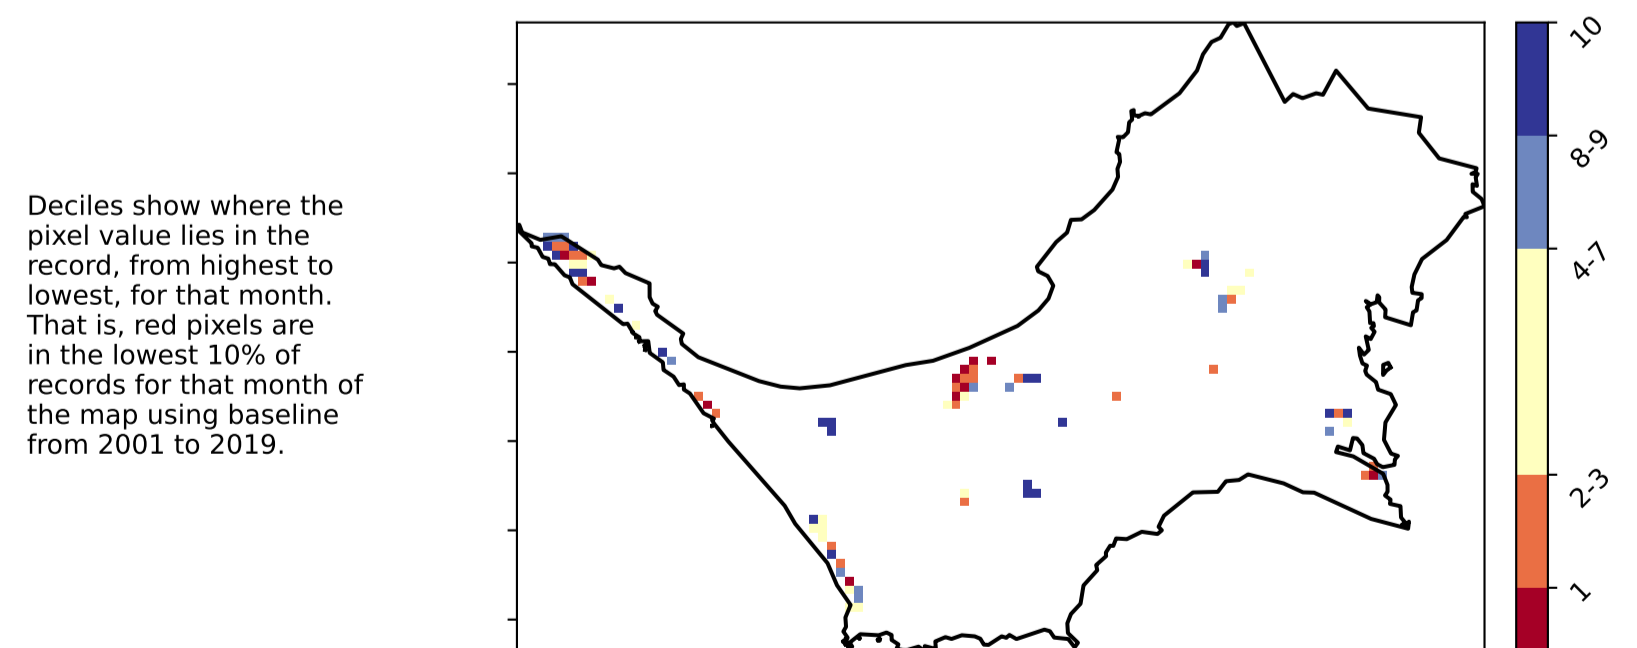 Deciles show where the
pixel value lies in the
record, from highest to
lowest, for that month.
That is, red pixels are
in the lowest 10% of
records for that month of
the map using baseline
from 2001 to 2019.
10
8-9
4-7
2-3
1